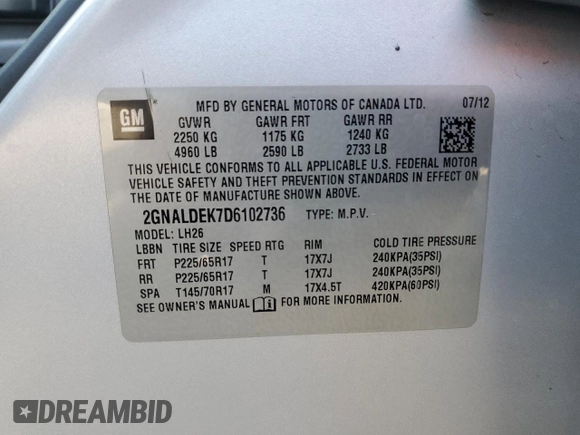 GM
MFD BY GENERAL MOTORS OF CANADA LTD. 07/12
GVWR GAWR FRT GAWR RR
2250 KG 1175 KG 1240 KG
4960 LB 2590 LB 2733 LB
THIS VEHICLE CONFORMS TO ALL APPLICABLE U.S. FEDERAL MOTOR
VEHICLE SAFETY AND THEFT PREVENTION STANDARDS IN EFFECT ON
THE DATE OF MANUFACTURE SHOWN ABOVE.
2GNALDEK7D6102736 TYPE: M.P.V.
MODEL: LH26
LBBN TIRE SIZE SPEED RTG RIM COLD TIRE PRESSURE
FRT P225/65R17 T 17X7J 240KPA(35PSI)
RR P225/65R17 T 17X7J 240KPA(35PSI)
SPA T145/70R17 M 17X4.5T 420KPA(60PSI)
SEE OWNER'S MANUAL FOR MORE INFORMATION.
DREAMBID